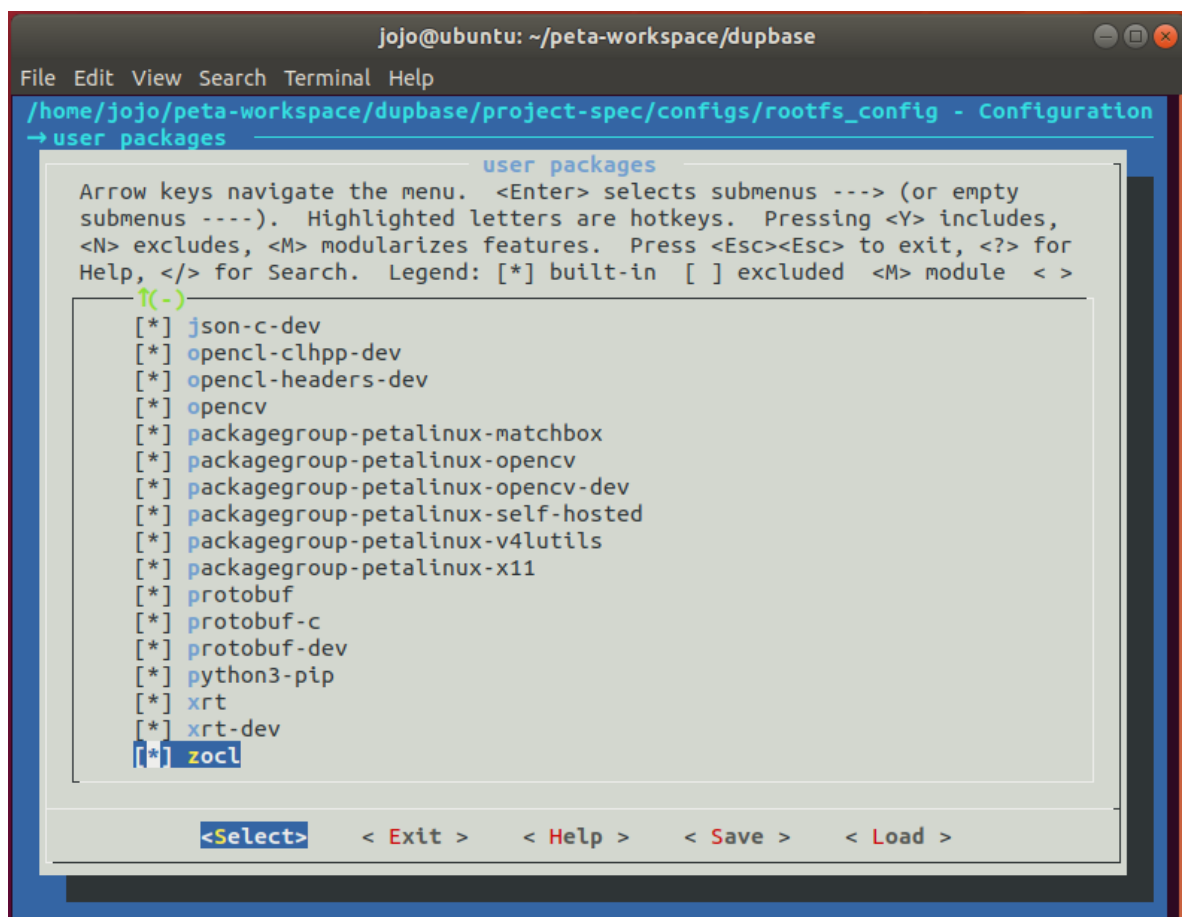 jojo@ubuntu: ~/peta-workspace/dupbase
File Edit View Search Terminal Help
/home/jojo/peta-workspace/dupbase/project-spec/configs/rootfs_config - Configuration
→ user packages
user packages
Arrow keys navigate the menu. <Enter> selects submenus ---> (or empty
submenus ----). Highlighted letters are hotkeys. Pressing <Y> includes,
<N> excludes, <M> modularizes features. Press <Esc><Esc> to exit, <?> for
Help, </> for Search. Legend: [*] built-in [ ] excluded <M> module < >
↑(-)
[*] json-c-dev
[*] opencl-clhpp-dev
[*] opencl-headers-dev
[*] opencv
[*] packagegroup-petalinux-matchbox
[*] packagegroup-petalinux-opencv
[*] packagegroup-petalinux-opencv-dev
[*] packagegroup-petalinux-self-hosted
[*] packagegroup-petalinux-v4lutils
[*] packagegroup-petalinux-x11
[*] protobuf
[*] protobuf-c
[*] protobuf-dev
[*] python3-pip
[*] xrt
[*] xrt-dev
[*] zocl
<Select> < Exit > < Help > < Save > < Load >